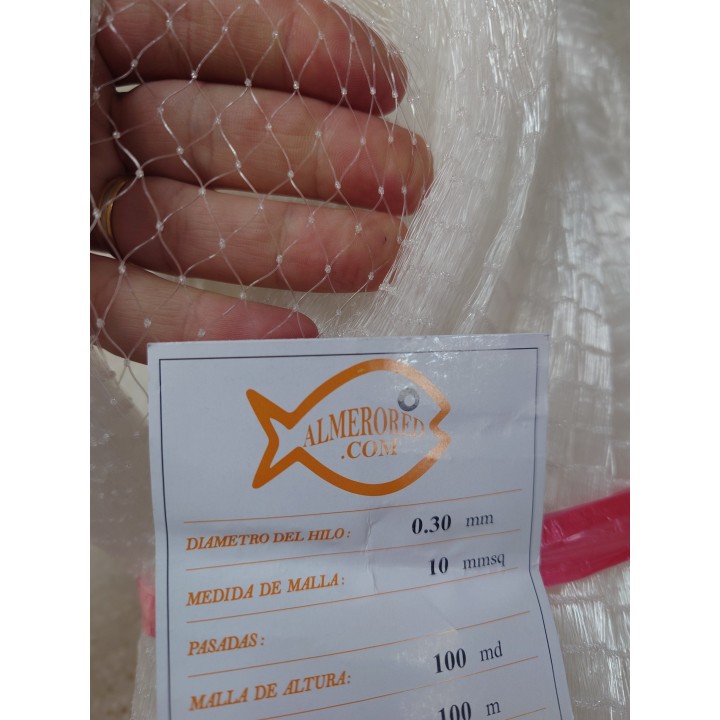 ALMERORED
.COM
DIAMETRO DEL HILO: 0.30 mm
MEDIDA DE MALLA: 10 mmsq
PASADAS:
MALLA DE ALTURA: 100 md
100 m